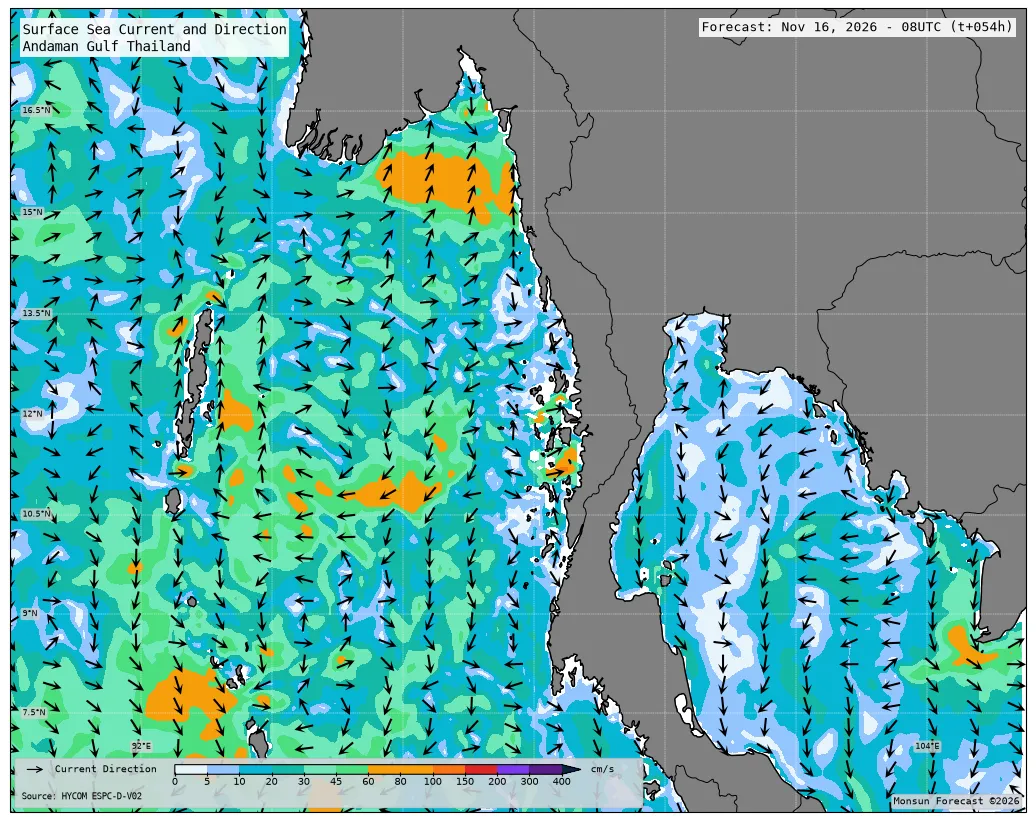 Surface Sea Current and Direction
Andaman Gulf Thailand
Forecast: Nov 16, 2026 - 08UTC (t+054h)
16.5°N
15°N
13.5°N
12°N
10.5°N
9°N
7.5°N
92°E
104°E
Current Direction
0 5 10 20 30 45 60 80 100 150 200 300 400
cm/s
Source: HYCOM ESPC-D-V02
Monsun Forecast ©2026